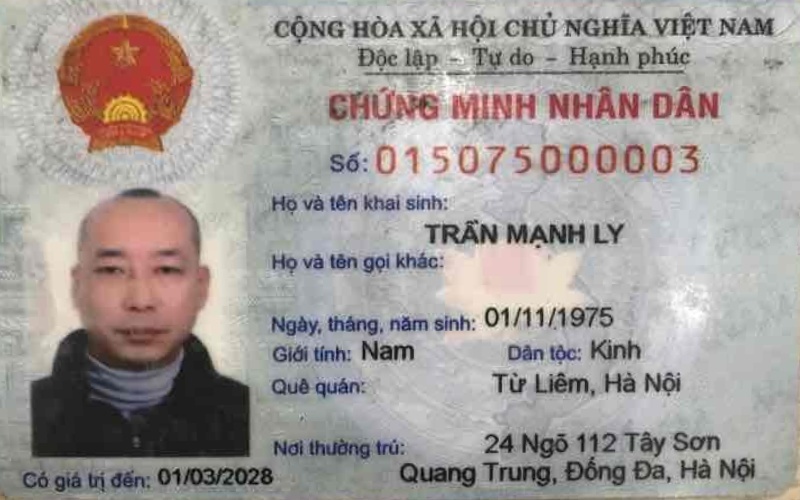 CỘNG HÒA XÃ HỘI CHỦ NGHĨA VIỆT NAM
Độc lập - Tự do - Hạnh phúc
CHỨNG MINH NHÂN DÂN
Số: 015075000003
Họ và tên khai sinh:
TRẦN MẠNH LY
Họ và tên gọi khác:
Ngày, tháng, năm sinh: 01/11/1975
Giới tính: Nam Dân tộc: Kinh
Quê quán: Từ Liêm, Hà Nội
Nơi thường trú: 24 Ngõ 112 Tây Sơn
Quang Trung, Đống Đa, Hà Nội
Có giá trị đến: 01/03/2028